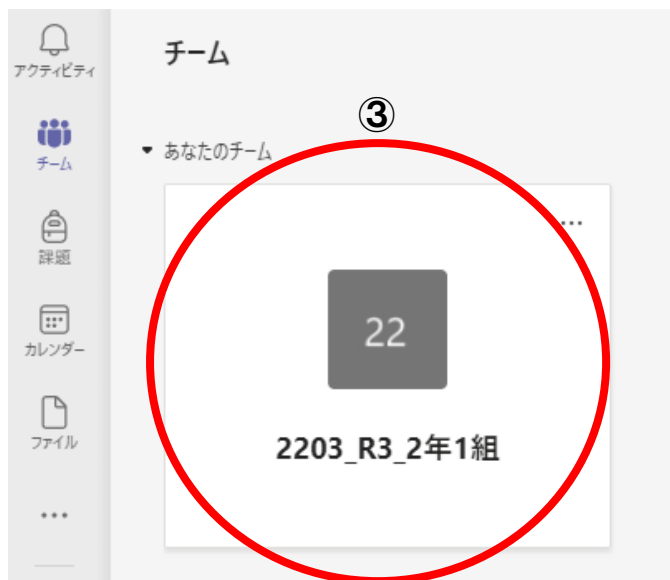 アクティビティ
チーム
課題
カレンダー
ファイル
チーム
③
あなたのチーム
22
2203_R3_2年1組